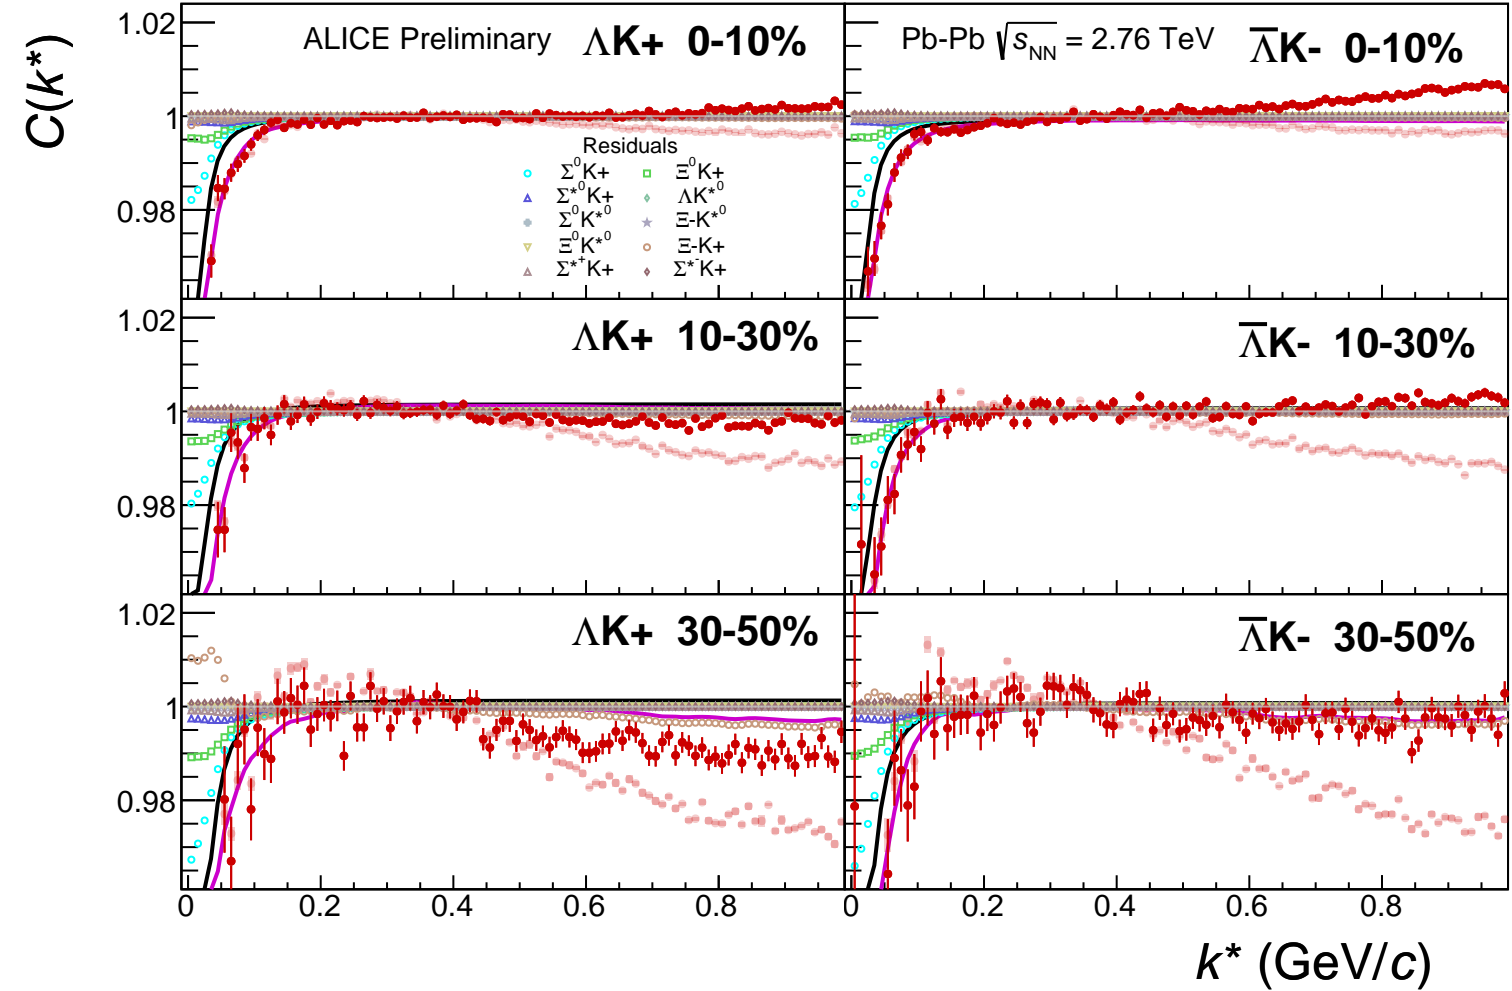 C(k*)
1.02
1
0.98
ALICE Preliminary ΛK+ 0-10%
Pb-Pb √sNN = 2.76 TeV Λ̅K- 0-10%
Residuals
Σ⁰K+ Ξ⁰K+
Σ*⁰K+ ΛK*⁰
Σ⁰K*⁰ Ξ-K*⁰
Ξ⁰K*⁰ Ξ-K+
Σ*⁺K+ Σ*⁻K+
1.02
1
0.98
ΛK+ 10-30%
Λ̅K- 10-30%
1.02
1
0.98
ΛK+ 30-50%
Λ̅K- 30-50%
0 0.2 0.4 0.6 0.8 0 0.2 0.4 0.6 0.8
k* (GeV/c)